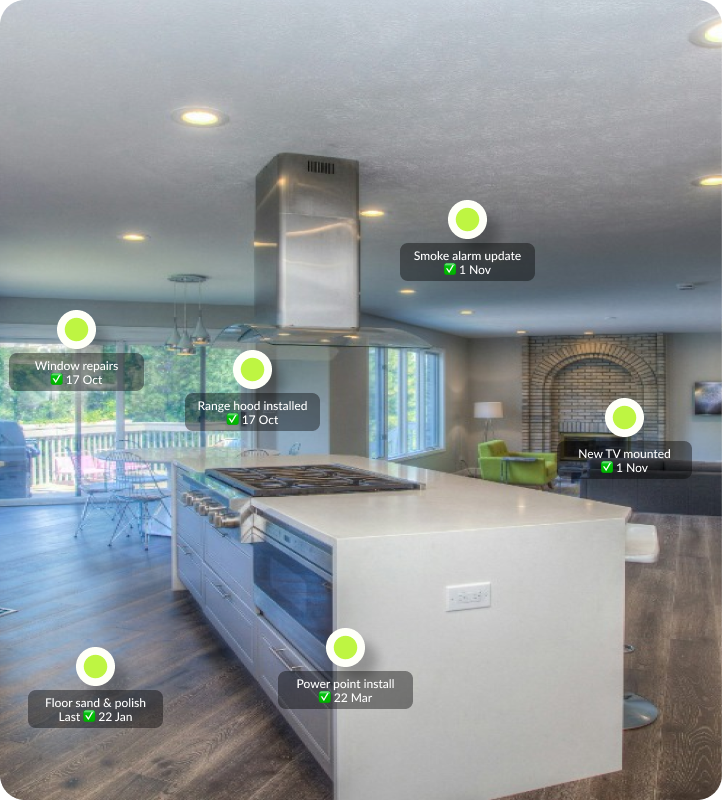 Smoke alarm update
✅ 1 Nov
Window repairs
✅ 17 Oct
Range hood installed
✅ 17 Oct
New TV mounted
✅ 1 Nov
Floor sand & polish
Last ✅ 22 Jan
Power point install
✅ 22 Mar